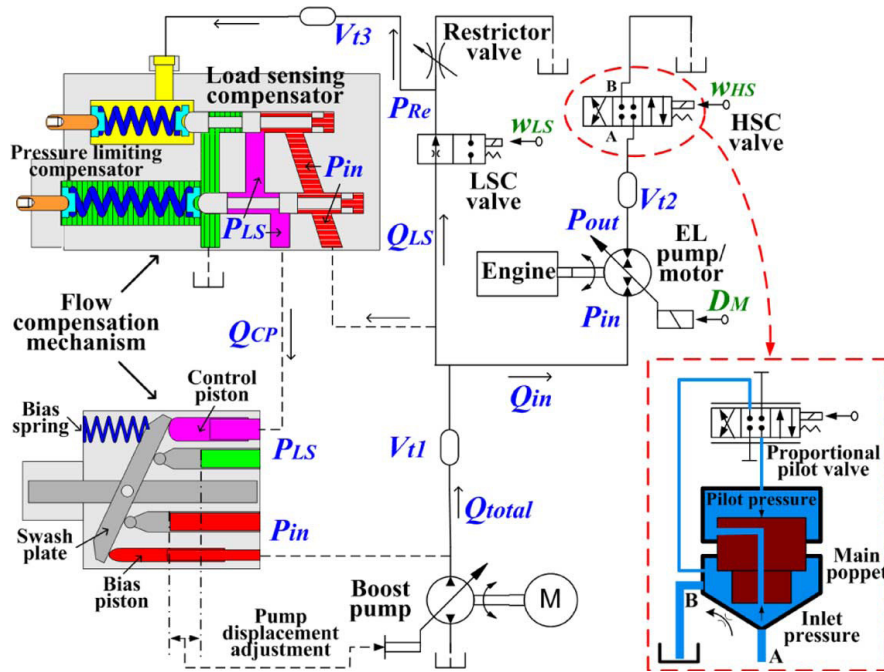 Vt3
Restrictor
valve
Load sensing
compensator
PRe
B
wHS
HSC
valve
A
wLS
LSC
valve
Pressure limiting
compensator
Pin
PLS
QLS
Vt2
Pout
EL
pump/
motor
Engine
Pin
DM
Flow
compensation
mechanism
QCP
Qin
Control
piston
Bias
spring
PLS
Vt1
Proportional
pilot valve
Pilot pressure
Swash
plate
Pin
Qtotal
Bias
piston
Main
poppet
B
Boost
pump
M
Inlet
pressure
A
Pump
displacement
adjustment